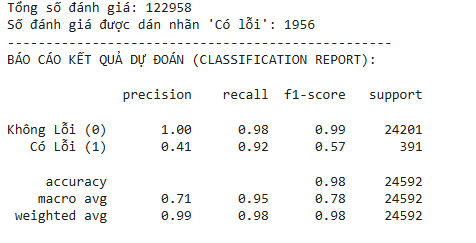 Tổng số đánh giá: 122958
Số đánh giá được dán nhãn 'Có lỗi': 1956
--------------------------------------------------
BÁO CÁO KẾT QUẢ DỰ ĐOÁN (CLASSIFICATION REPORT):
precision recall f1-score support
Không Lỗi (0) 1.00 0.98 0.99 24201
Có Lỗi (1) 0.41 0.92 0.57 391
accuracy 0.98 24592
macro avg 0.71 0.95 0.78 24592
weighted avg 0.99 0.98 0.98 24592